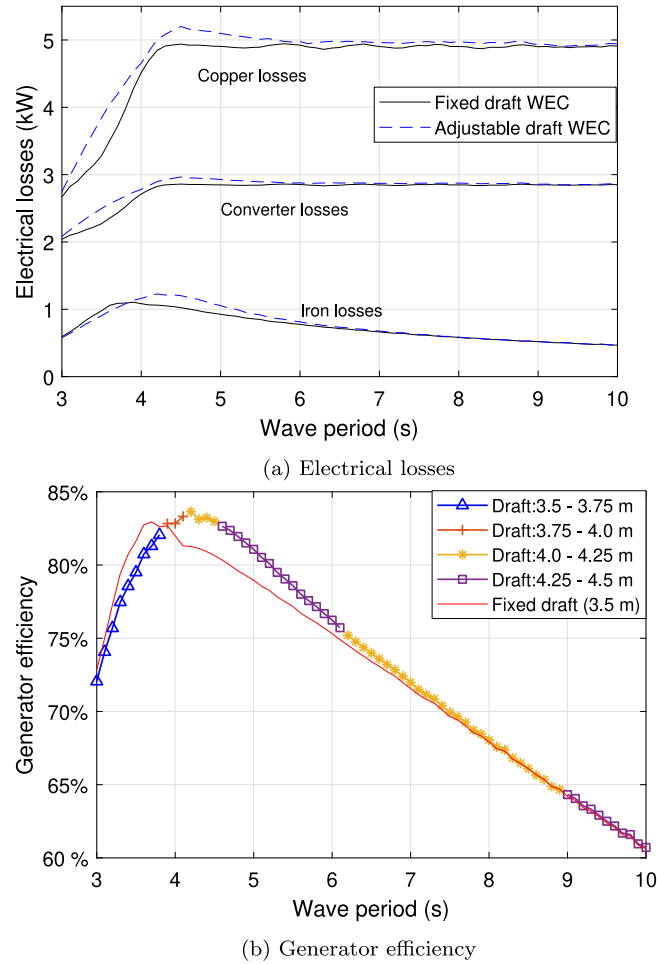 5
4
3
2
1
0
Electrical losses (kW)
Copper losses
Fixed draft WEC
Adjustable draft WEC
Converter losses
Iron losses
3 4 5 6 7 8 9 10
Wave period (s)
(a) Electrical losses
85%
80%
75%
70%
65%
60 %
Generator efficiency
Draft:3.5 - 3.75 m
Draft:3.75 - 4.0 m
Draft:4.0 - 4.25 m
Draft:4.25 - 4.5 m
Fixed draft (3.5 m)
3 4 5 6 7 8 9 10
Wave period (s)
(b) Generator efficiency